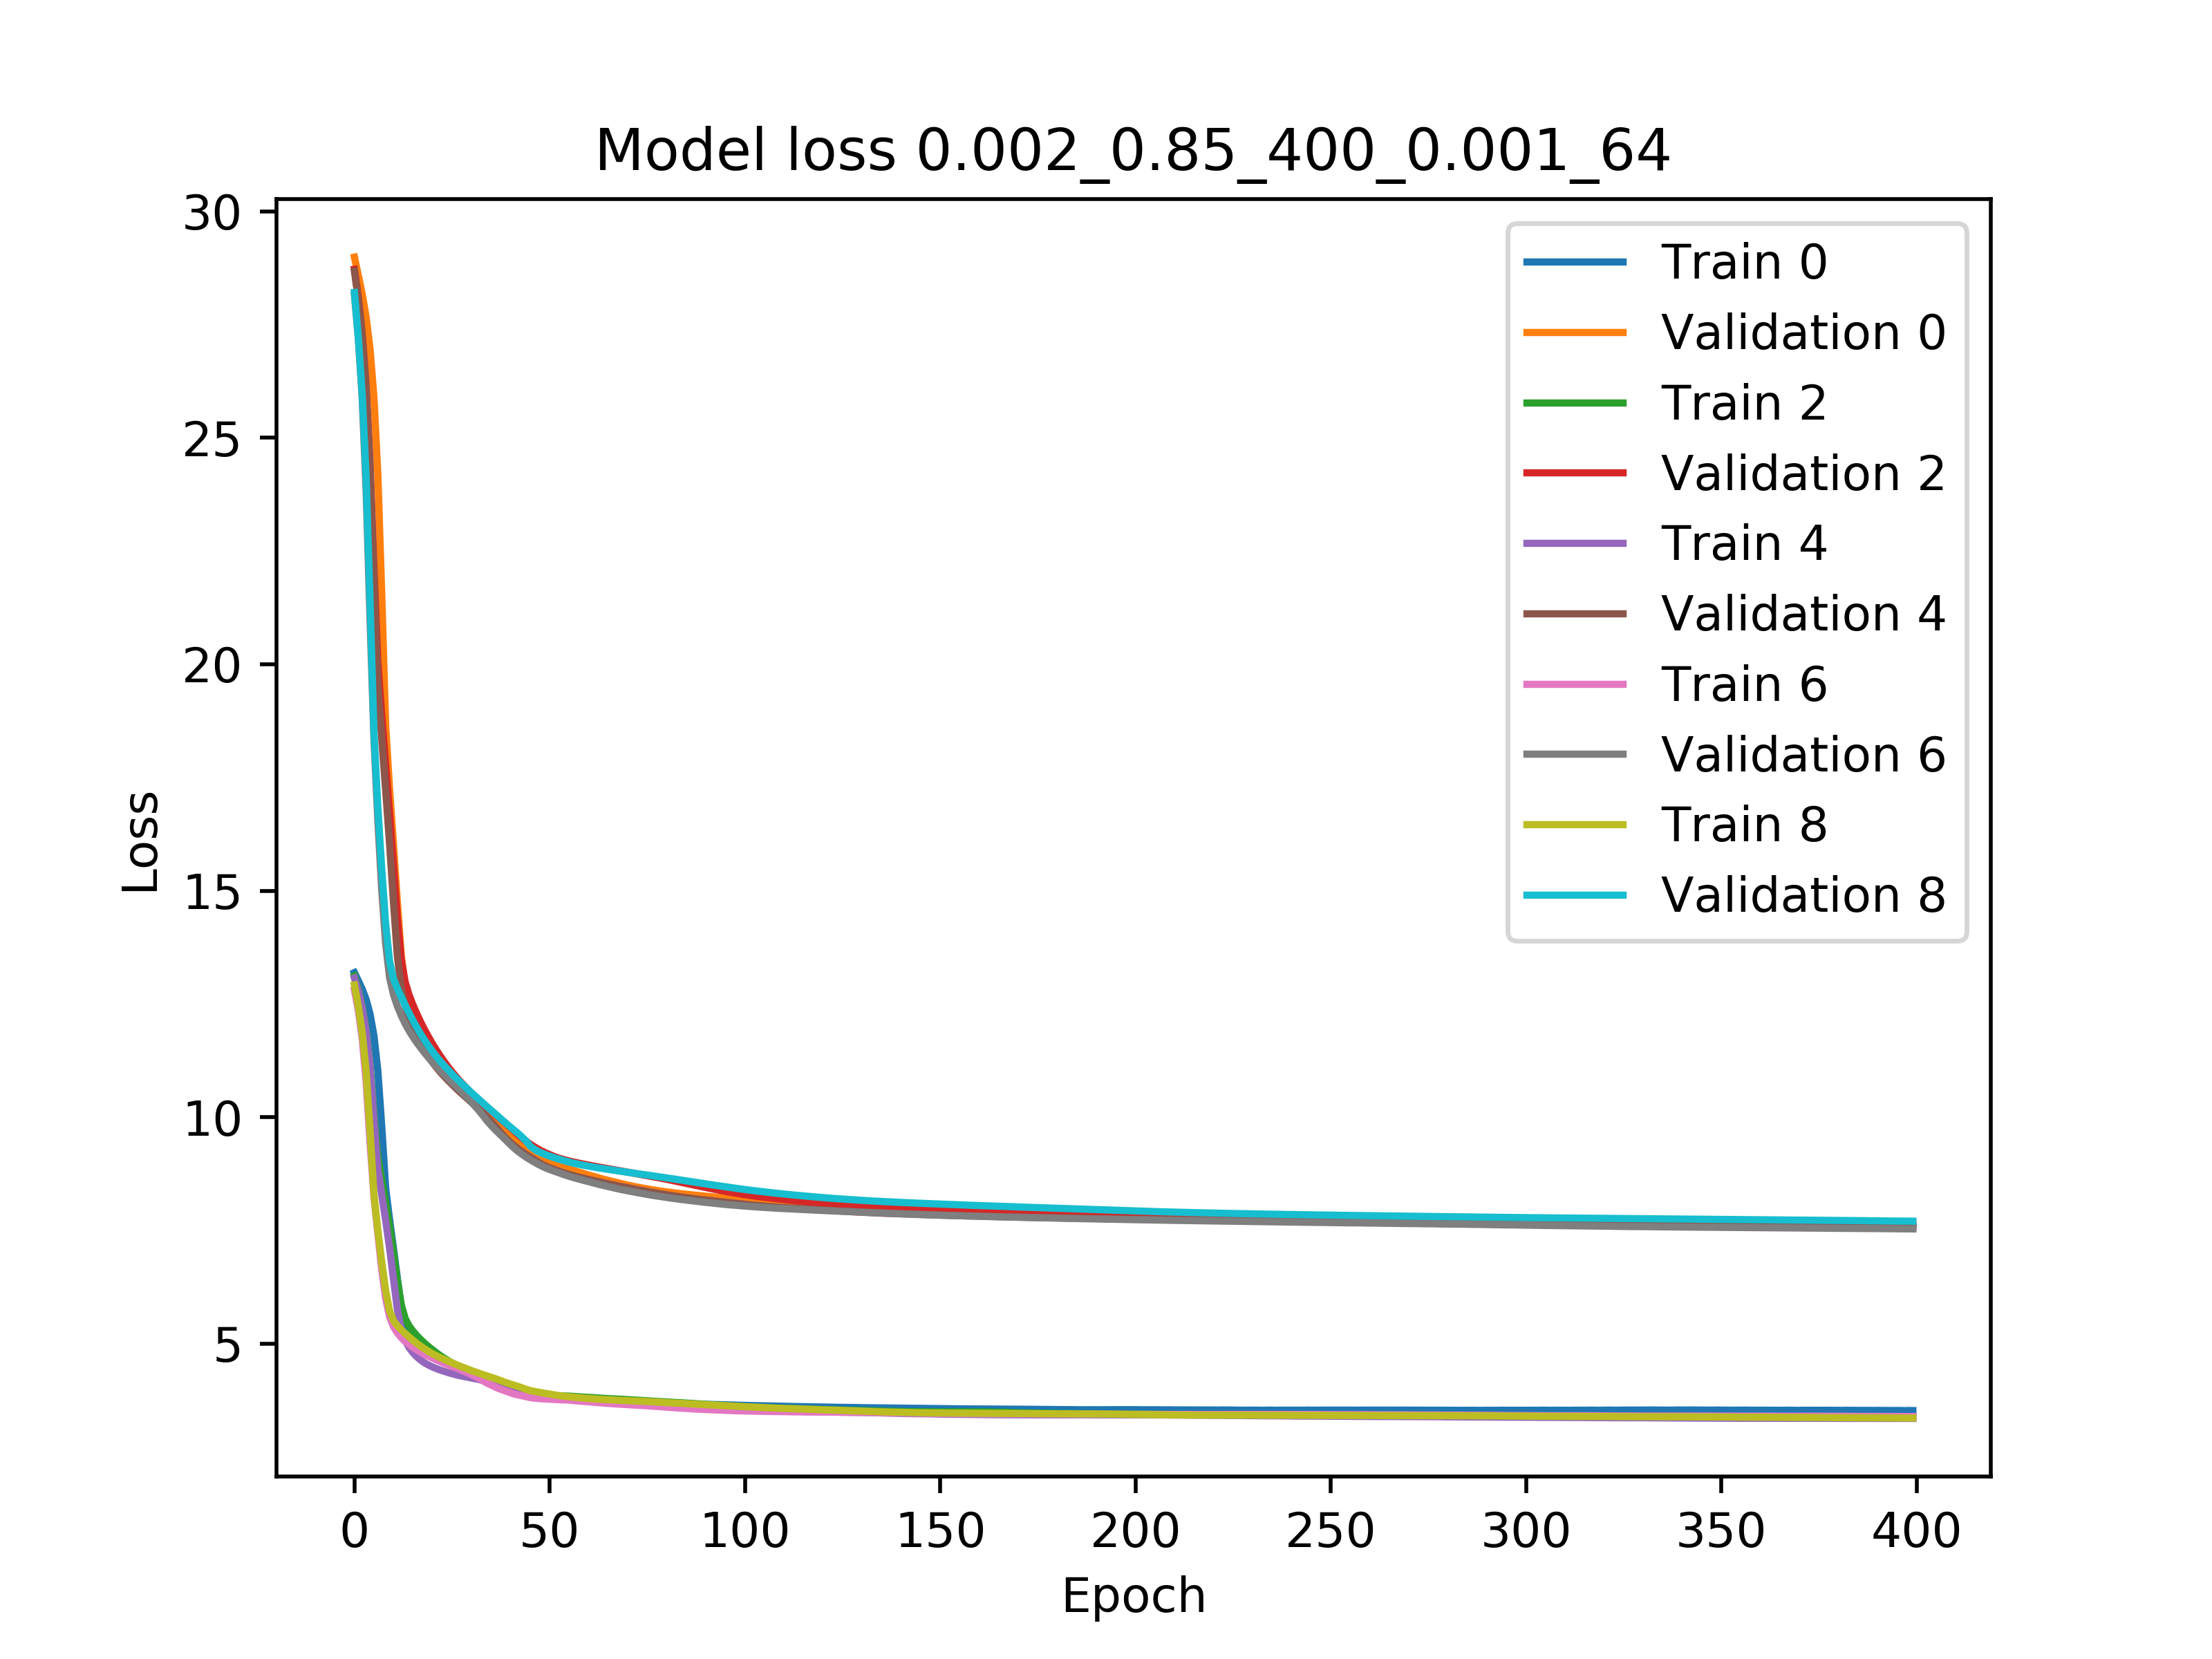 Model loss 0.002_0.85_400_0.001_64
30
25
20
15
10
5
Loss
Train 0
Validation 0
Train 2
Validation 2
Train 4
Validation 4
Train 6
Validation 6
Train 8
Validation 8
0 50 100 150 200 250 300 350 400
Epoch